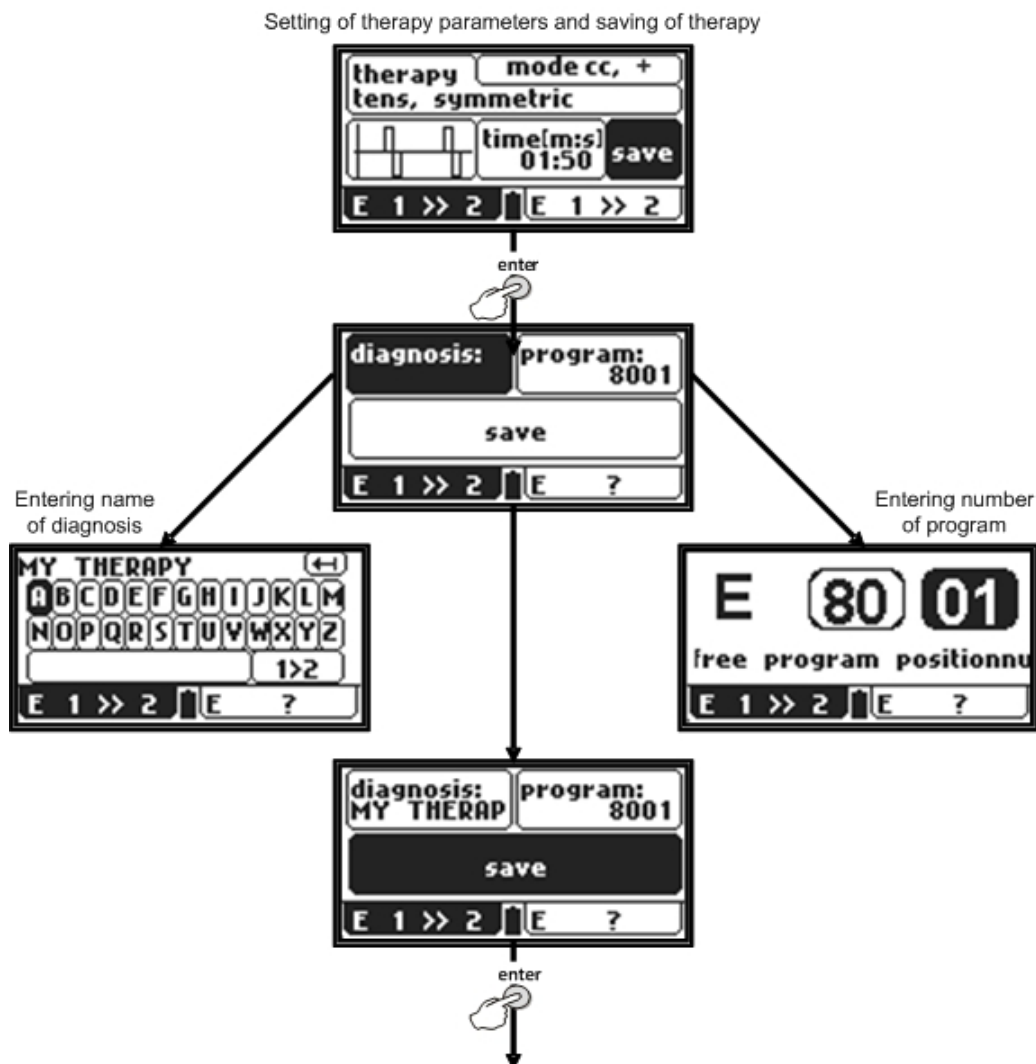 Setting of therapy parameters and saving of therapy
therapy mode cc, +
tens, symmetric
time[m:s]
01:50
save
E 1 >> 2 E 1 >> 2
enter
diagnosis: program:
8001
save
E 1 >> 2 E ?
Entering name
of diagnosis
MY THERAPY
A B C D E F G H I J K L M
N O P Q R S T U V W X Y Z
1>2
E 1 >> 2 E ?
Entering number
of program
E 80 01
free program positionnu
E 1 >> 2 E ?
diagnosis: program:
MY THERAP 8001
save
E 1 >> 2 E ?
enter